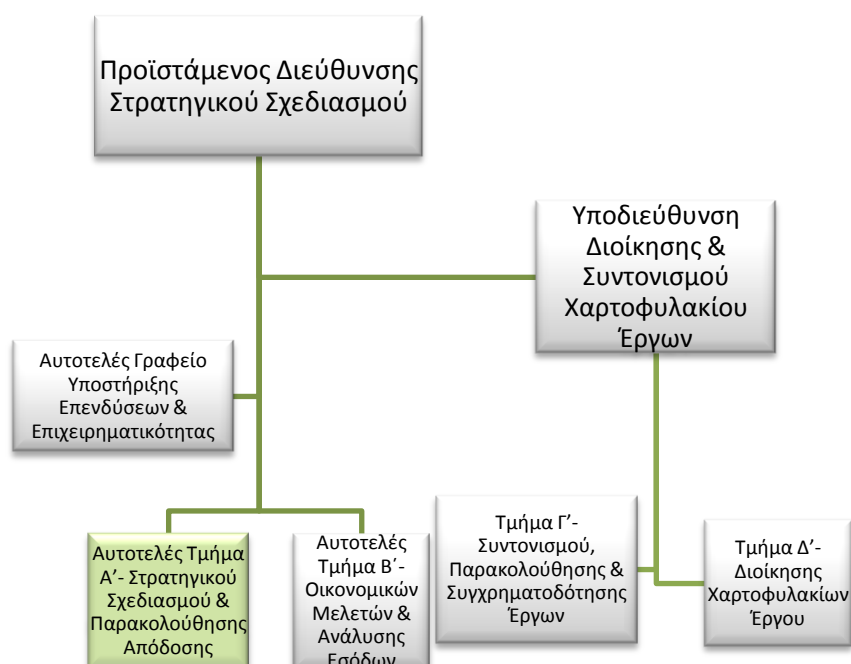 Προϊστάμενος Διεύθυνσης
Στρατηγικού Σχεδιασμού
Υποδιεύθυνση
Διοίκησης &
Συντονισμού
Χαρτοφυλακίου
Έργων
Αυτοτελές Γραφείο
Υποστήριξης
Επενδύσεων &
Επιχειρηματικότητας
Αυτοτελές Τμήμα
Α’- Στρατηγικού
Σχεδιασμού &
Παρακολούθησης
Απόδοσης
Αυτοτελές
Τμήμα Β΄-
Οικονομικών
Μελετών &
Ανάλυσης
Εσόδων
Τμήμα Γ’-
Συντονισμού,
Παρακολούθησης &
Συγχρηματοδότησης
Έργων
Τμήμα Δ’-
Διοίκησης
Χαρτοφυλακίων
Έργου